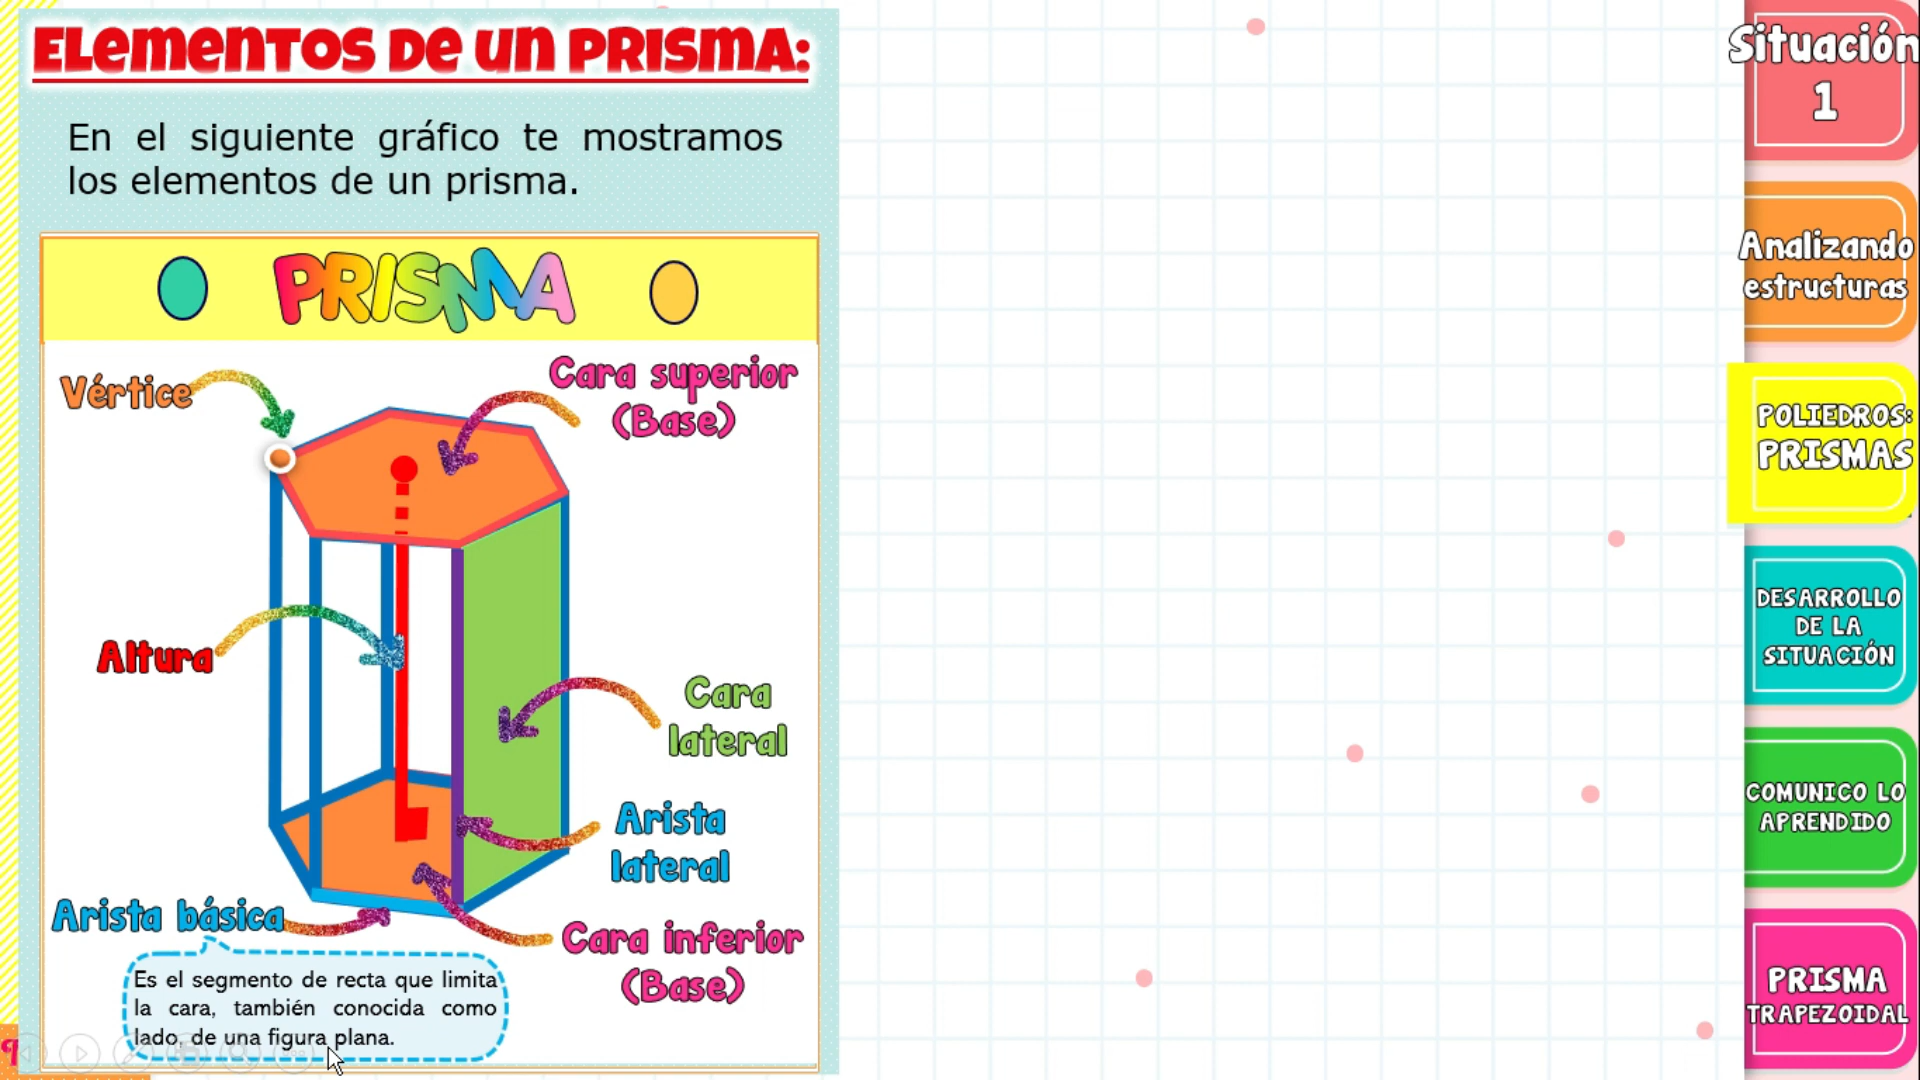 ELEMENTOS DE UN PRISMA:
En el siguiente gráfico te mostramos
los elementos de un prisma.
PRISMA
Vértice
Cara superior
(Base)
Altura
Cara
lateral
Arista
lateral
Arista básica
Cara inferior
(Base)
Es el segmento de recta que limita
la cara, también conocida como
lado, de una figura plana.
Situación
1
Analizando
estructuras
POLIEDROS:
PRISMAS
DESARROLLO
DE LA
SITUACIÓN
COMUNICO LO
APRENDIDO
PRISMA
TRAPEZOIDAL